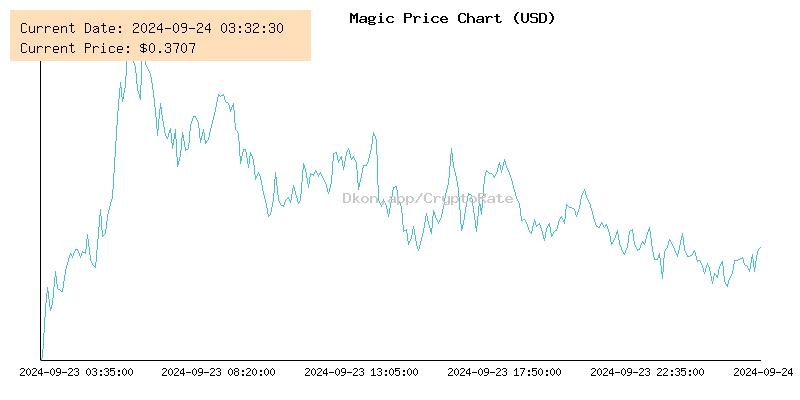 Magic Price Chart (USD)
Current Date: 2024-09-24 03:32:30
Current Price: $0.3707
Dkon.app/CryptoRate
2024-09-23 03:35:00 2024-09-23 08:20:00 2024-09-23 13:05:00 2024-09-23 17:50:00 2024-09-23 22:35:00 2024-09-24